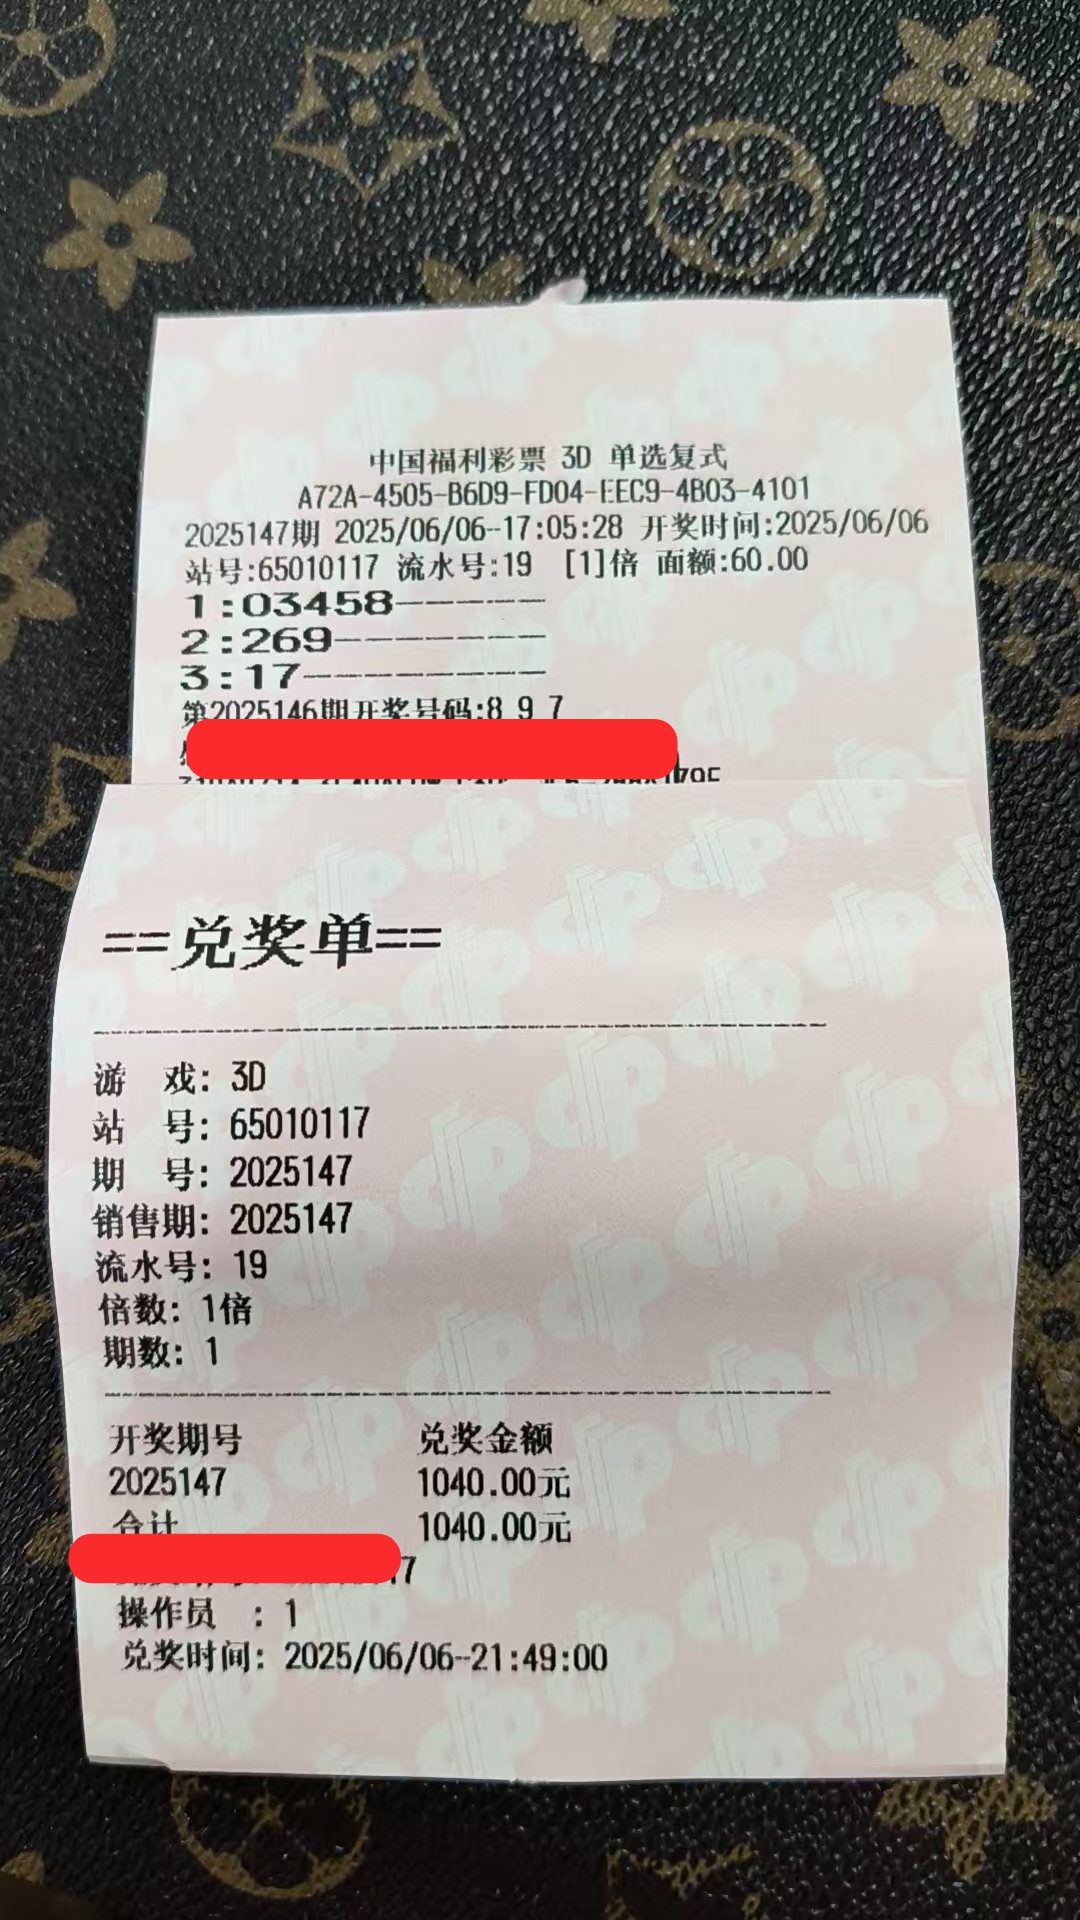 中国福利彩票 3D 单选复式
A72A-4505-B6D9-FD04-EEC9-4B03-4101
2025147期 2025/06/06-17:05:28 开奖时间:2025/06/06
站号:65010117 流水号:19 [1]倍 面额:60.00
1:03458------
2:269--------
3:17---------
第2025146期开奖号码:8 9 7
==兑奖单==
游 戏: 3D
站 号: 65010117
期 号: 2025147
销售期: 2025147
流水号: 19
倍数: 1倍
期数: 1
开奖期号 兑奖金额
2025147 1040.00元
合计 1040.00元
操作员 : 1
兑奖时间: 2025/06/06-21:49:00